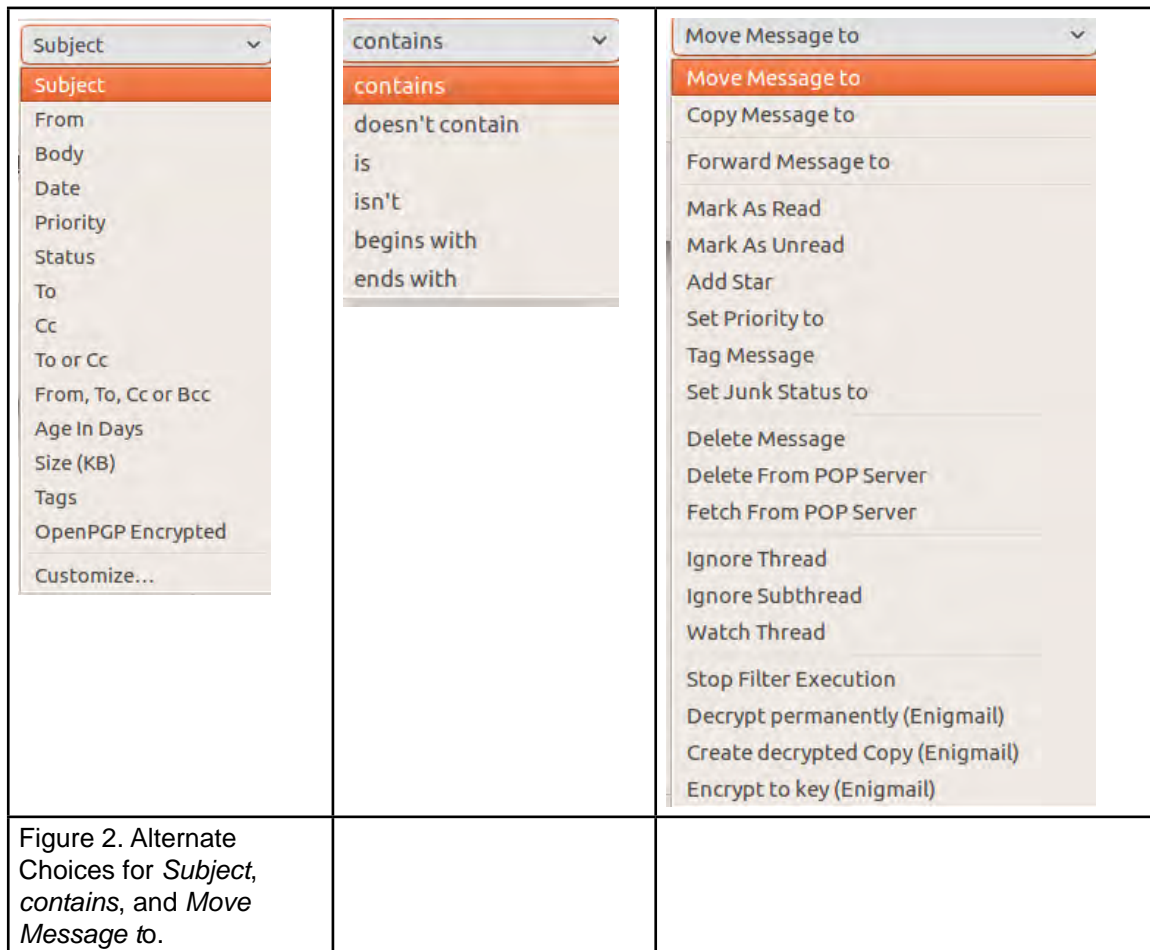 Subject
Subject
From
Body
Date
Priority
Status
To
Cc
To or Cc
From, To, Cc or Bcc
Age In Days
Size (KB)
Tags
OpenPGP Encrypted
Customize...
contains
contains
doesn't contain
is
isn't
begins with
ends with
Move Message to
Move Message to
Copy Message to
Forward Message to
Mark As Read
Mark As Unread
Add Star
Set Priority to
Tag Message
Set Junk Status to
Delete Message
Delete From POP Server
Fetch From POP Server
Ignore Thread
Ignore Subthread
Watch Thread
Stop Filter Execution
Decrypt permanently (Enigmail)
Create decrypted Copy (Enigmail)
Encrypt to key (Enigmail)
Figure 2. Alternate
Choices for Subject,
contains, and Move
Message to.